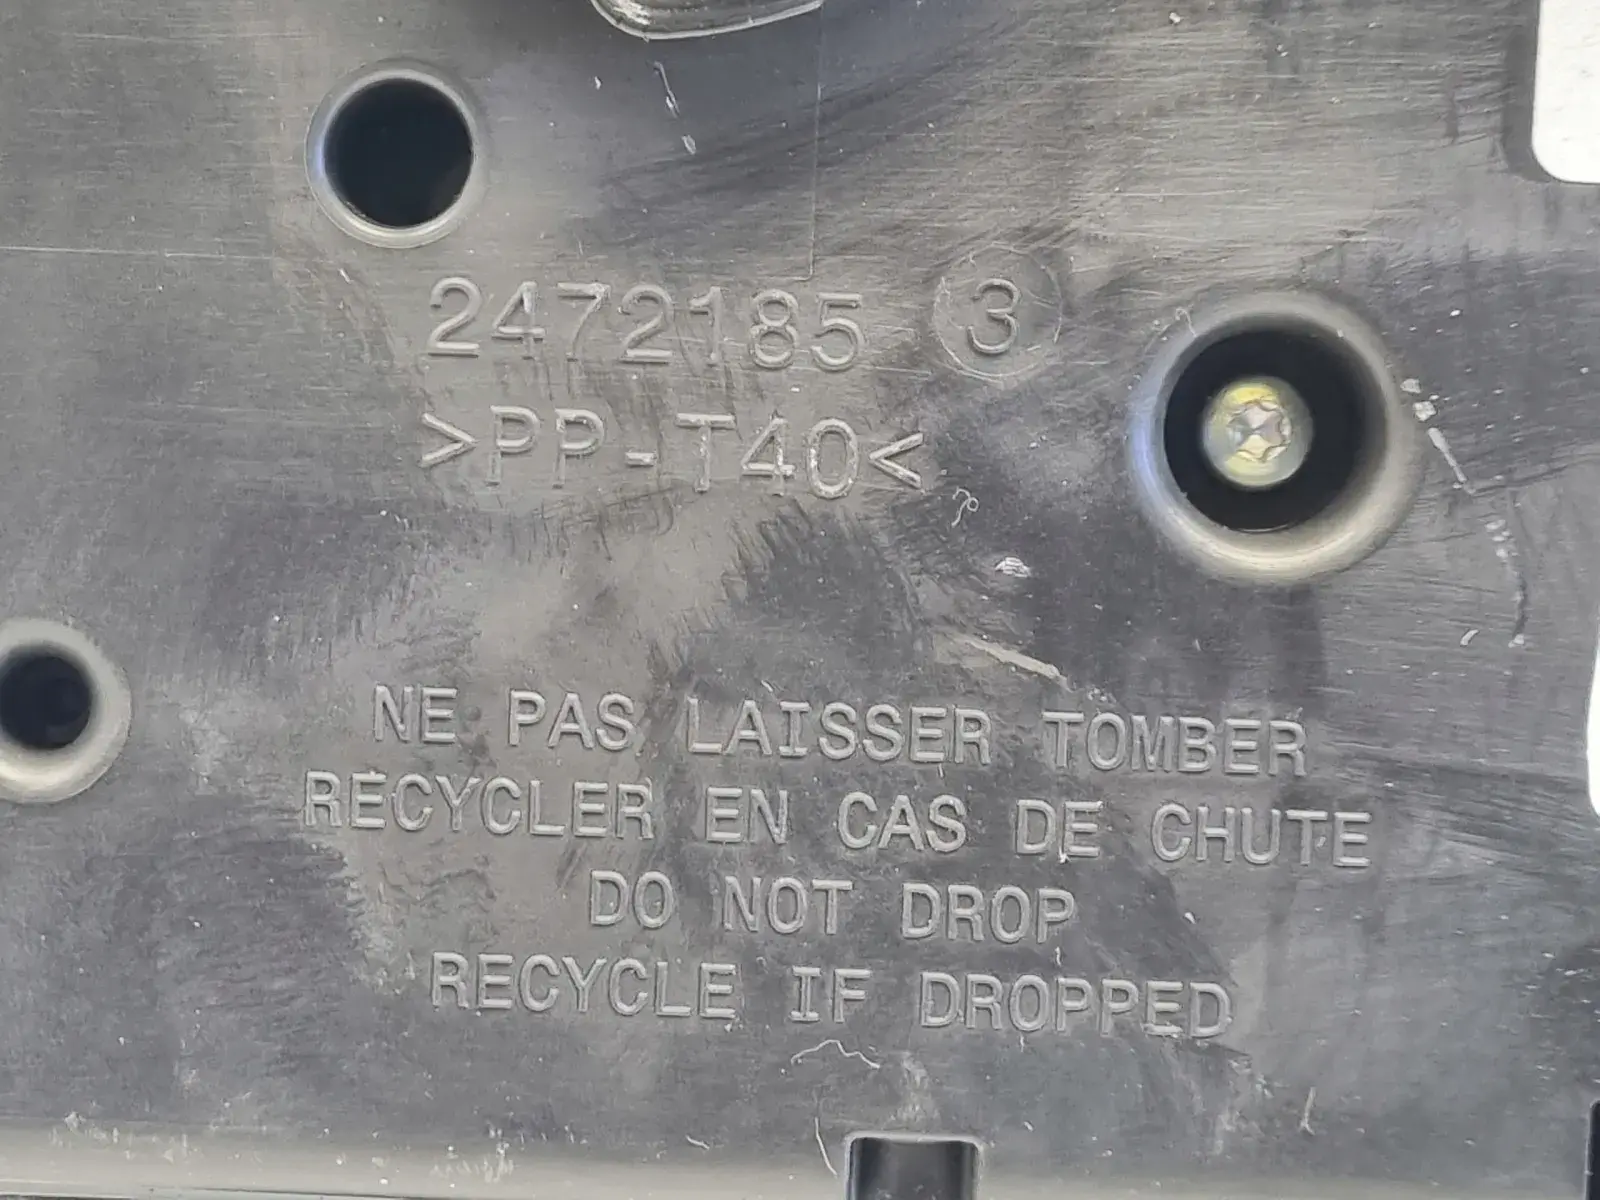 2472185 3
>PP-T40<
NE PAS LAISSER TOMBER
RECYCLER EN CAS DE CHUTE
DO NOT DROP
RECYCLE IF DROPPED